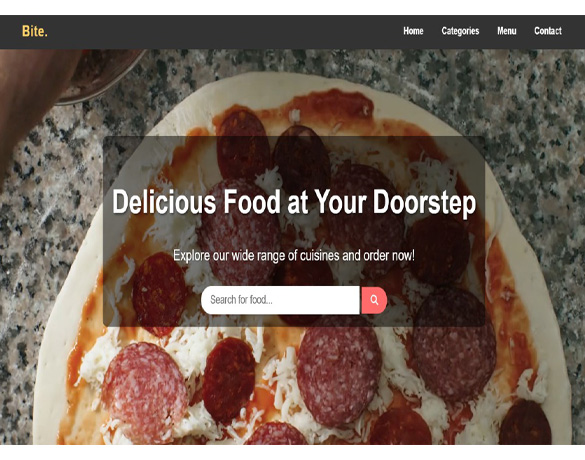 Bite.
Home Categories Menu Contact
Delicious Food at Your Doorstep
Explore our wide range of cuisines and order now!
Search for food...